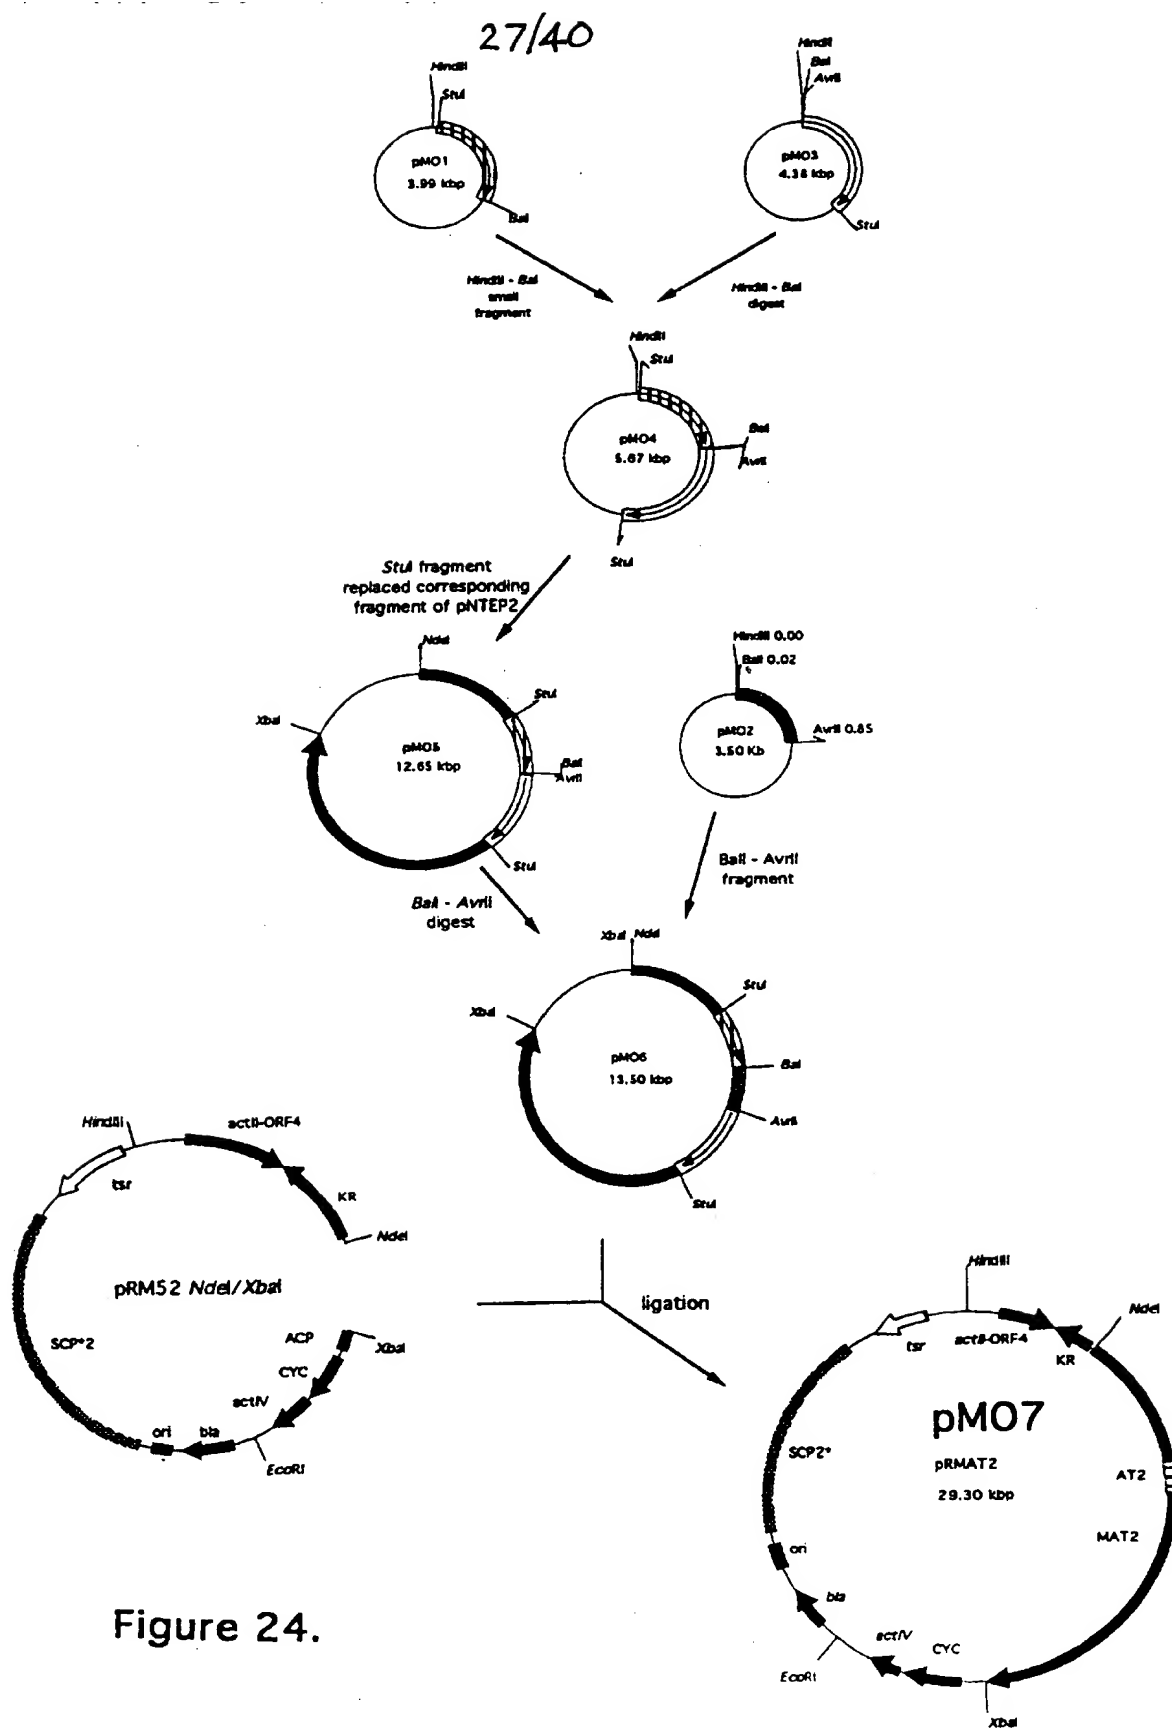 27/40
HindIII
StuI
pMO1
3.99 kbp
BalI
HindIII
BalI
AvrII
pMO3
4.38 kbp
StuI
HindIII - BalI
small
fragment
HindIII - BalI
digest
HindIII
StuI
pMO4
5.67 kbp
BalI
AvrII
StuI
StuI fragment
replaced corresponding
fragment of pNTEP2
NdeI
StuI
XbaI
pMO5
12.65 kbp
BalI
AvrII
StuI
HindIII 0.00
BalI 0.02
pMO2
3.50 Kb
AvrII 0.85
BalI - AvrII
digest
BalI - AvrII
fragment
XbaI NdeI
StuI
XbaI
pMO6
13.50 kbp
BalI
AvrII
StuI
HindIII
actII-ORF4
tsr
KR
NdeI
pRM52 NdeI/XbaI
SCP*2
ACP
XbaI
CYC
actIV
ori
bla
EcoRI
ligation
HindIII
NdeI
tsr
actII-ORF4
KR
pMO7
SCP2*
pRMAT2
29.30 kbp
AT2
MAT2
ori
bla
actIV
CYC
EcoRI
XbaI
Figure 24.